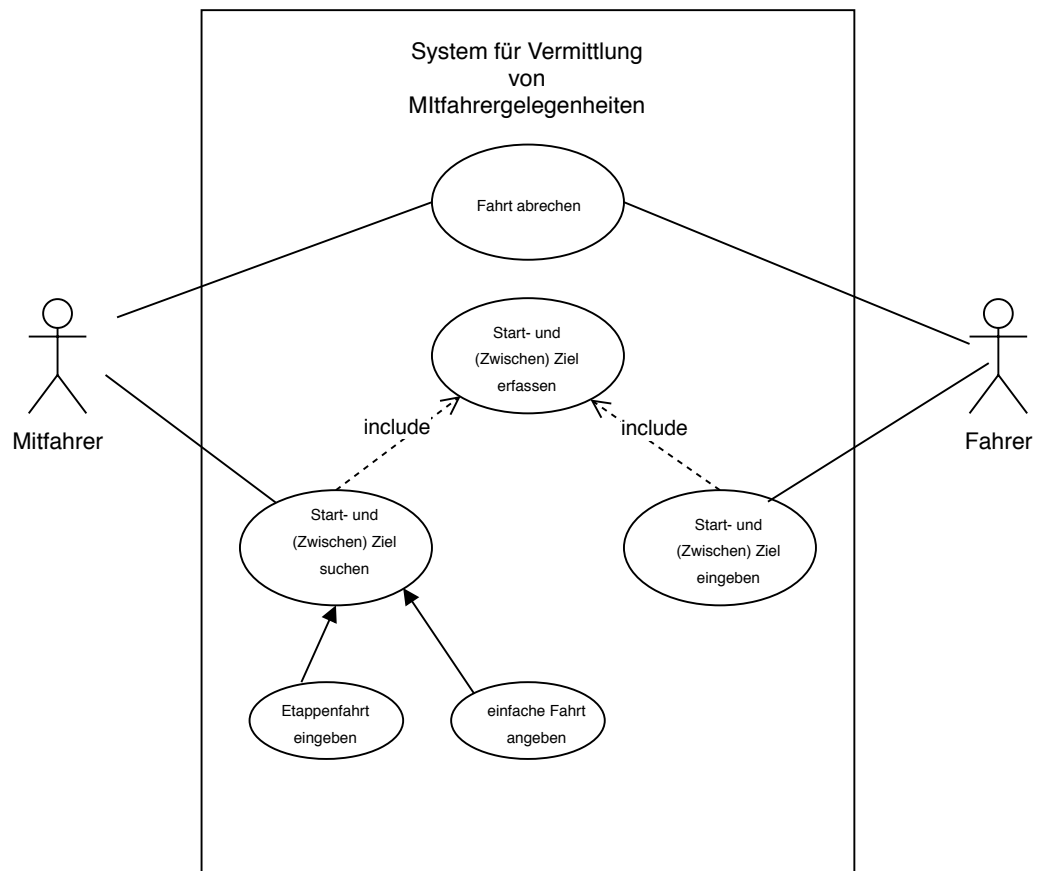 System für Vermittlung
von
MItfahrergelegenheiten
Fahrt abrechen
Start- und
(Zwischen) Ziel
erfassen
Mitfahrer
Fahrer
include
include
Start- und
(Zwischen) Ziel
suchen
Start- und
(Zwischen) Ziel
eingeben
Etappenfahrt
eingeben
einfache Fahrt
angeben